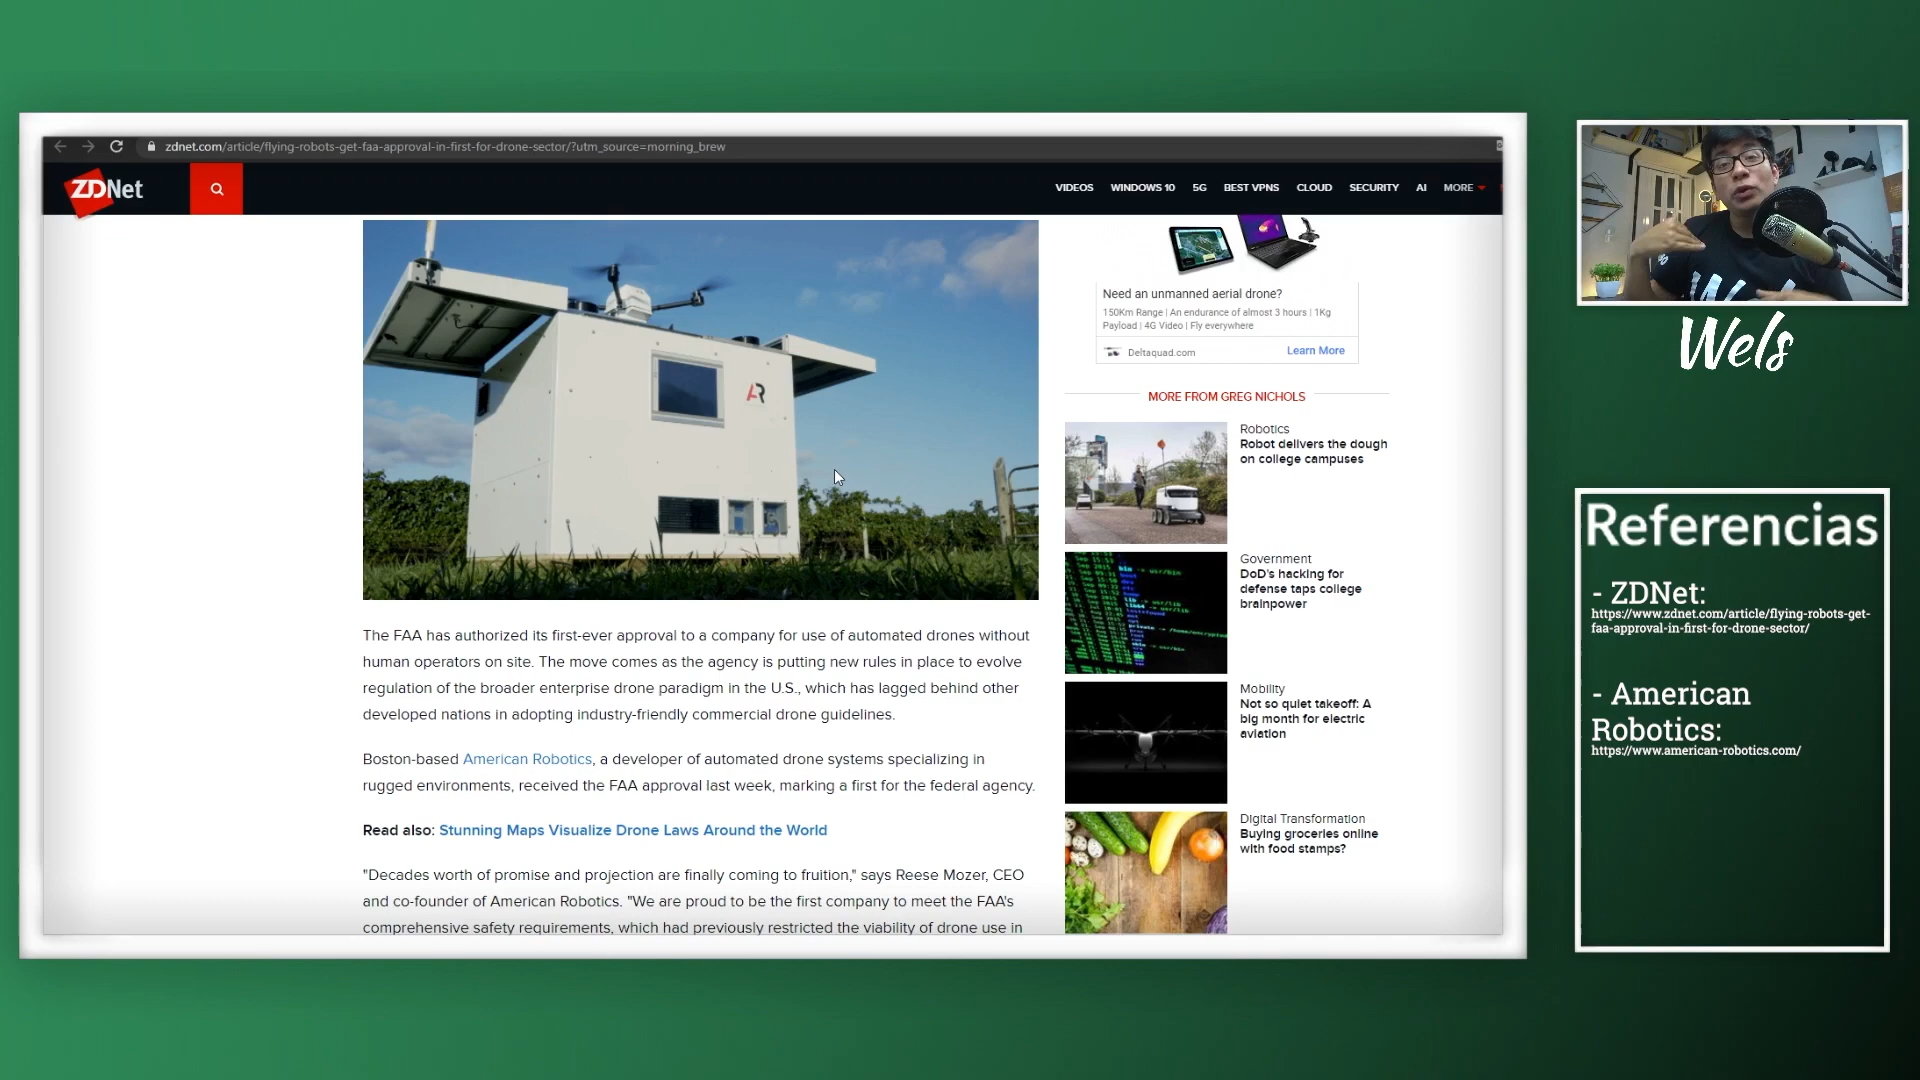 zdnet.com/article/flying-robots-get-faa-approval-in-first-for-drone-sector/?utm_source=morning_brew
ZDNet
VIDEOS
WINDOWS 10
5G
BEST VPNS
CLOUD
SECURITY
AI
MORE
AR
The FAA has authorized its first-ever approval to a company for use of automated drones without
human operators on site. The move comes as the agency is putting new rules in place to evolve
regulation of the broader enterprise drone paradigm in the U.S., which has lagged behind other
developed nations in adopting industry-friendly commercial drone guidelines.
Boston-based American Robotics, a developer of automated drone systems specializing in
rugged environments, received the FAA approval last week, marking a first for the federal agency.
Read also: Stunning Maps Visualize Drone Laws Around the World
"Decades worth of promise and projection are finally coming to fruition," says Reese Mozer, CEO
and co-founder of American Robotics. "We are proud to be the first company to meet the FAA's
comprehensive safety requirements, which had previously restricted the viability of drone use in
Need an unmanned aerial drone?
150Km Range | An endurance of almost 3 hours | 1Kg
Payload | 4G Video | Fly everywhere
Deltaquad.com
Learn More
MORE FROM GREG NICHOLS
Robotics
Robot delivers the dough
on college campuses
Government
DoD's hacking for
defense taps college
brainpower
Mobility
Not so quiet takeoff: A
big month for electric
aviation
Digital Transformation
Buying groceries online
with food stamps?
Wels
Referencias
- ZDNet:
https://www.zdnet.com/article/flying-robots-get-
faa-approval-in-first-for-drone-sector/
- American
Robotics:
https://www.american-robotics.com/